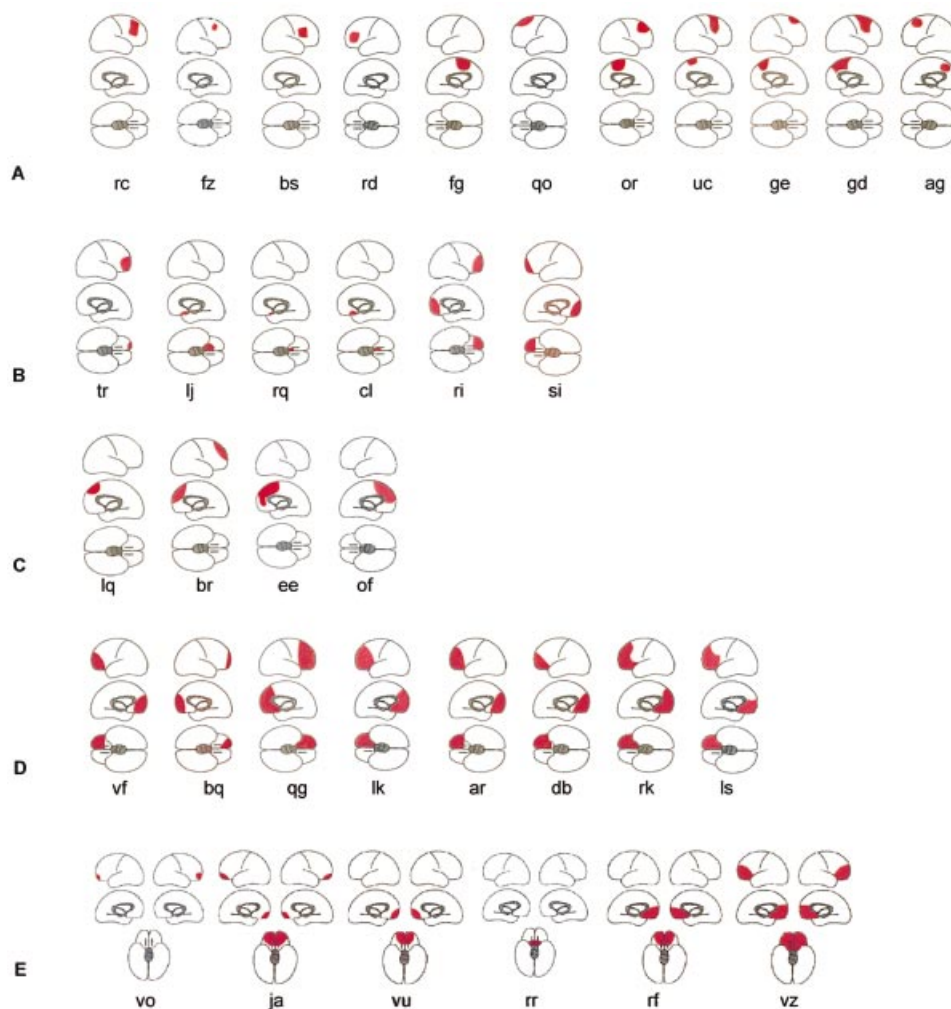 A
rc fz bs rd fg qo or uc ge gd ag
B
tr lj rq cl ri si
C
lq br ee of
D
vf bq qg lk ar db rk ls
E
vo ja vu rr rf vz